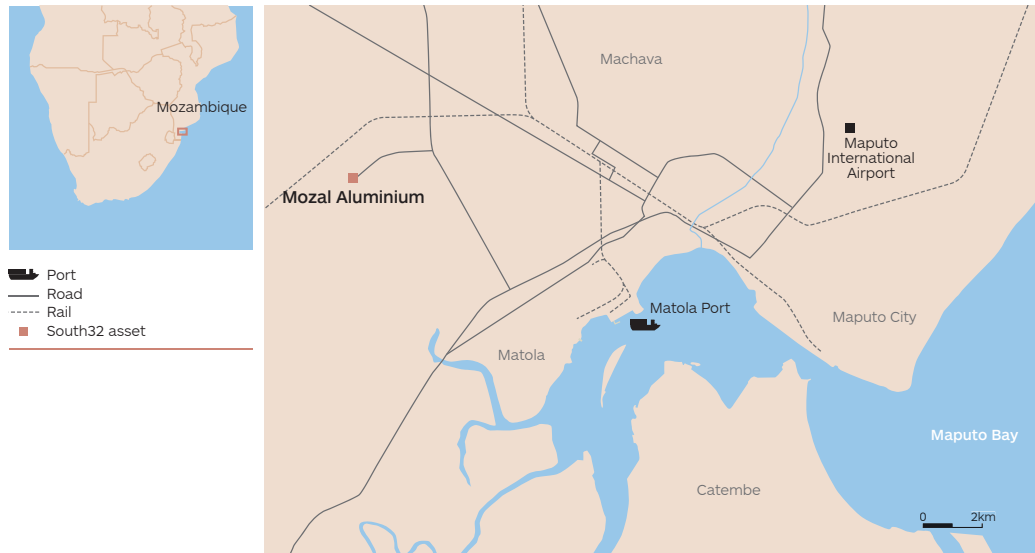 Mozambique
Port
Road
Rail
South32 asset
Machava
Maputo
International
Airport
Mozal Aluminium
Matola Port
Maputo City
Matola
Maputo Bay
Catembe
0 2km